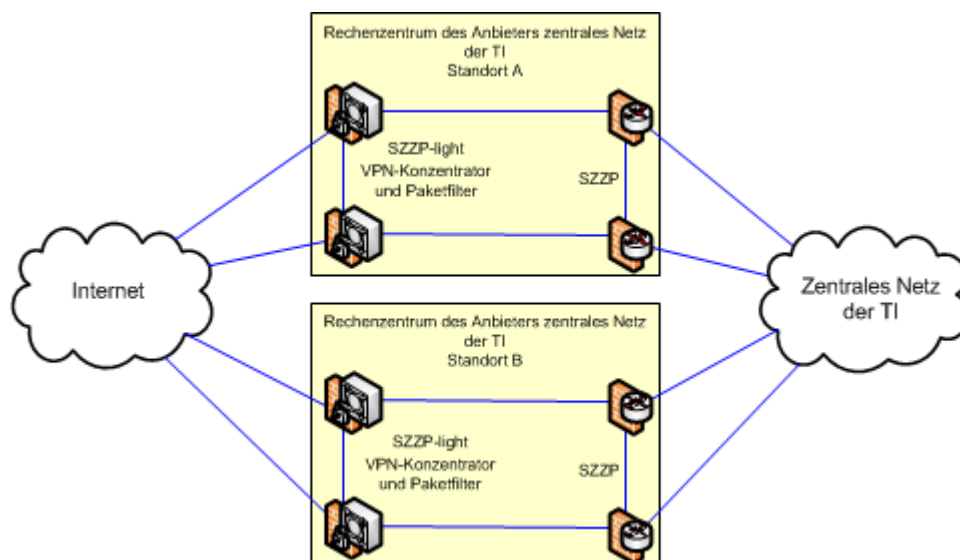 Rechenzentrum des Anbieters zentrales Netz
der TI
Standort A
SZZP-light
VPN-Konzentrator
und Paketfilter
SZZP
Internet
Zentrales Netz
der TI
Rechenzentrum des Anbieters zentrales Netz
der TI
Standort B
SZZP-light
VPN-Konzentrator
und Paketfilter
SZZP